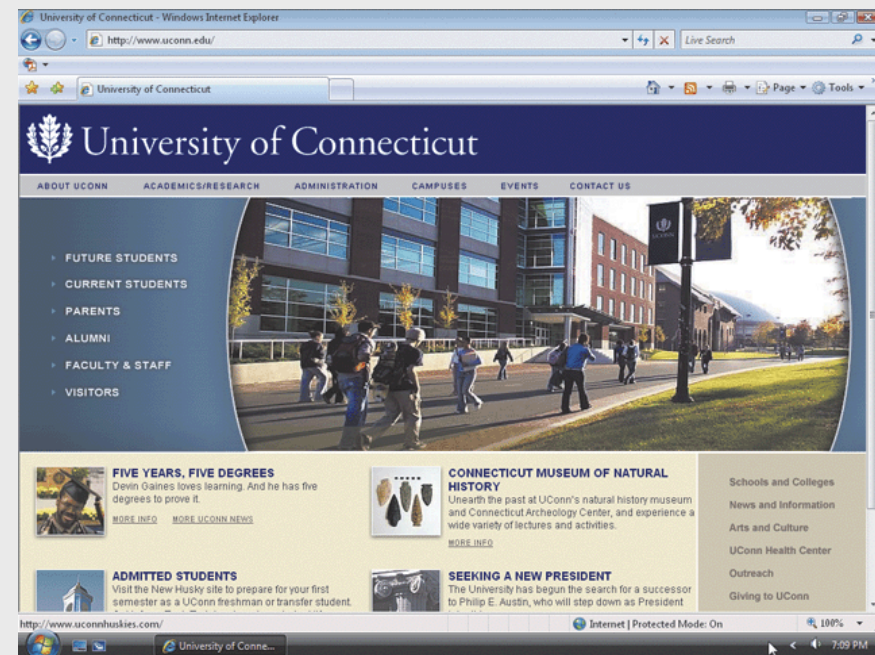 University of Connecticut - Windows Internet Explorer
http://www.uconn.edu/
Live Search
University of Connecticut
Page
Tools
University of Connecticut
ABOUT UCONN ACADEMICS/RESEARCH ADMINISTRATION CAMPUSES EVENTS CONTACT US
UCONN
FUTURE STUDENTS
CURRENT STUDENTS
PARENTS
ALUMNI
FACULTY & STAFF
VISITORS
FIVE YEARS, FIVE DEGREES
Devin Gaines loves learning. And he has five
degrees to prove it.
MORE INFO MORE UCONN NEWS
CONNECTICUT MUSEUM OF NATURAL
HISTORY
Unearth the past at UConn's natural history museum
and Connecticut Archeology Center, and experience a
wide variety of lectures and activities.
MORE INFO
ADMITTED STUDENTS
Visit the New Husky site to prepare for your first
semester as a UConn freshman or transfer student.
SEEKING A NEW PRESIDENT
The University has begun the search for a successor
to Philip E. Austin, who will step down as President
Schools and Colleges
News and Information
Arts and Culture
UConn Health Center
Outreach
Giving to UConn
http://www.uconnhuskies.com/
Internet | Protected Mode: On
100%
University of Conne...
7:09 PM